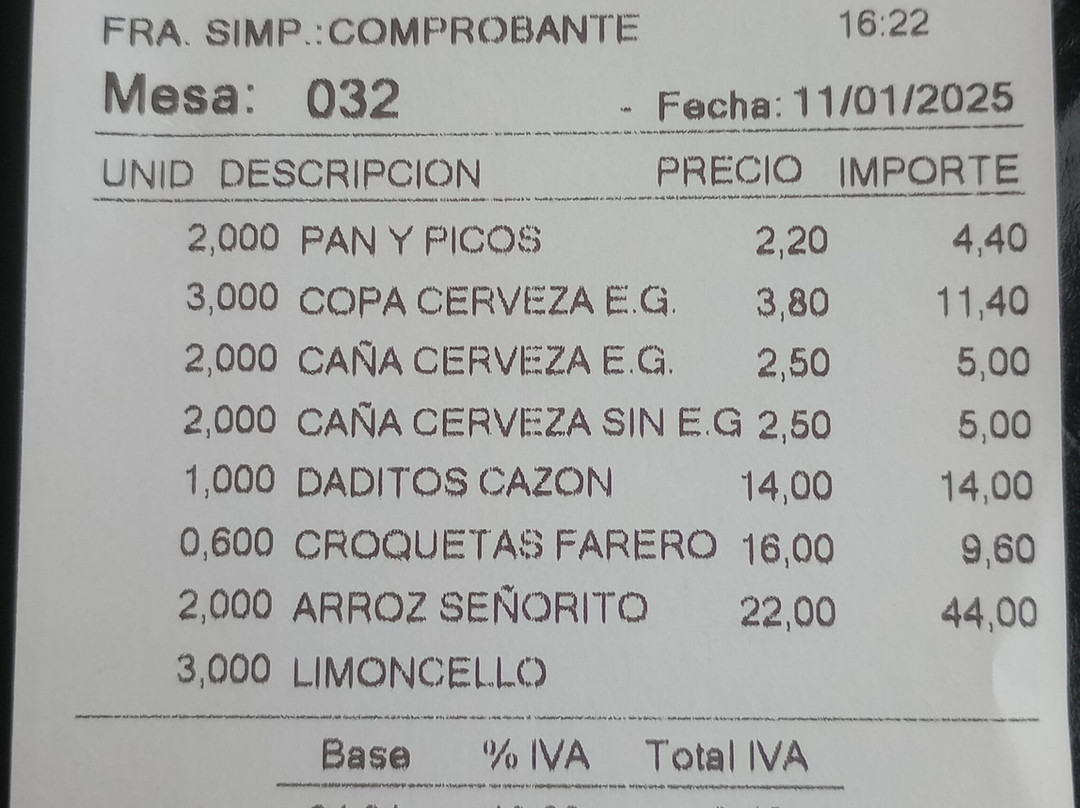 FRA. SIMP.:COMPROBANTE 16:22
Mesa: 032 - Fecha: 11/01/2025
UNID DESCRIPCION PRECIO IMPORTE
2,000 PAN Y PICOS 2,20 4,40
3,000 COPA CERVEZA E.G. 3,80 11,40
2,000 CAÑA CERVEZA E.G. 2,50 5,00
2,000 CAÑA CERVEZA SIN E.G 2,50 5,00
1,000 DADITOS CAZON 14,00 14,00
0,600 CROQUETAS FARERO 16,00 9,60
2,000 ARROZ SEÑORITO 22,00 44,00
3,000 LIMONCELLO
Base % IVA Total IVA